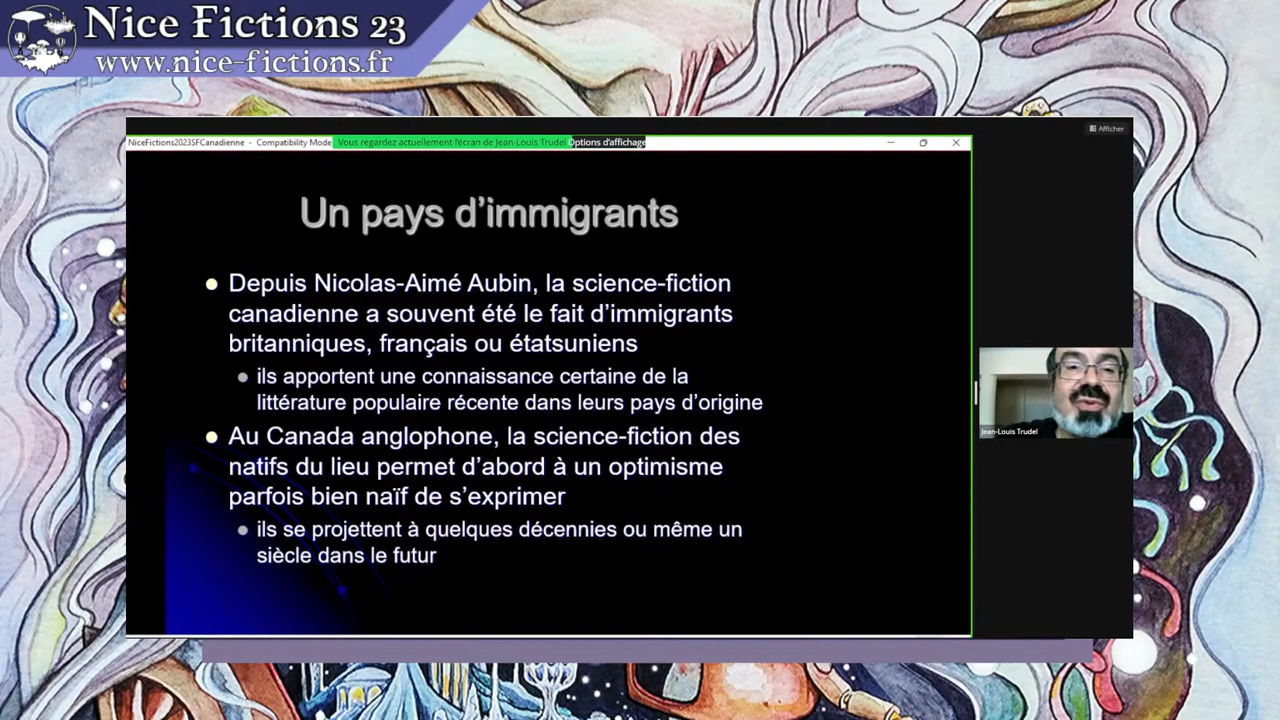 Nice Fictions 23
www.nice-fictions.fr
Afficher
NiceFictions2023SFCanadienne - Compatibility Mode
Vous regardez actuellement l'écran de Jean-Louis Trudel
Options d'affichage
Un pays d'immigrants
Depuis Nicolas-Aimé Aubin, la science-fiction
canadienne a souvent été le fait d'immigrants
britanniques, français ou étatsuniens
ils apportent une connaissance certaine de la
littérature populaire récente dans leurs pays d'origine
Au Canada anglophone, la science-fiction des
natifs du lieu permet d'abord à un optimisme
parfois bien naïf de s'exprimer
ils se projettent à quelques décennies ou même un
siècle dans le futur
Jean-Louis Trudel